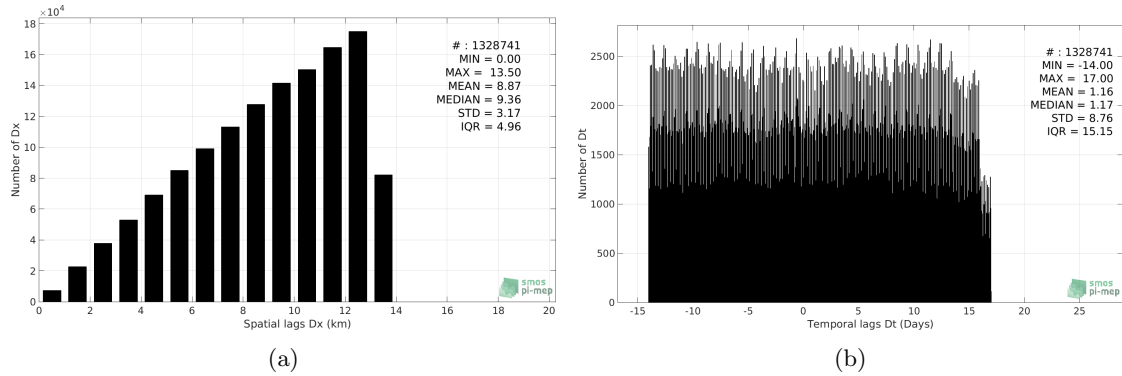 ×10⁴
18
16
14
12
10
8
6
4
2
0
Number of Dx
# : 1328741
MIN = 0.00
MAX = 13.50
MEAN = 8.87
MEDIAN = 9.36
STD = 3.17
IQR = 4.96
smos
pi-mep
0 2 4 6 8 10 12 14 16 18 20
Spatial lags Dx (km)
(a)
2500
2000
1500
1000
500
0
Number of Dt
# : 1328741
MIN = -14.00
MAX = 17.00
MEAN = 1.16
MEDIAN = 1.17
STD = 8.76
IQR = 15.15
smos
pi-mep
-15 -10 -5 0 5 10 15 20 25
Temporal lags Dt (Days)
(b)